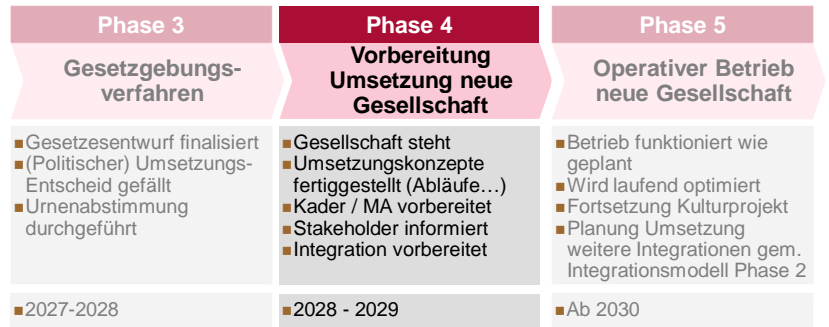 Phase 3
Gesetzgebungs-
verfahren
■Gesetzesentwurf finalisiert
■(Politischer) Umsetzungs-
Entscheid gefällt
■Urnenabstimmung
durchgeführt
■2027-2028
Phase 4
Vorbereitung
Umsetzung neue
Gesellschaft
■Gesellschaft steht
■Umsetzungskonzepte
fertiggestellt (Abläufe…)
■Kader / MA vorbereitet
■Stakeholder informiert
■Integration vorbereitet
■2028 - 2029
Phase 5
Operativer Betrieb
neue Gesellschaft
■Betrieb funktioniert wie
geplant
■Wird laufend optimiert
■Fortsetzung Kulturprojekt
■Planung Umsetzung
weitere Integrationen gem.
Integrationsmodell Phase 2
■Ab 2030